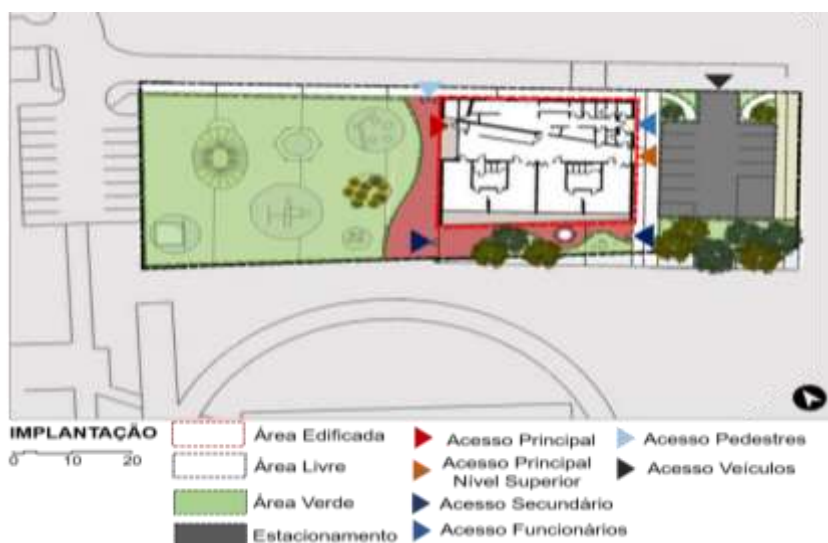 IMPLANTAÇÃO
0 10 20
Área Edificada
Área Livre
Área Verde
Estacionamento
Acesso Principal
Acesso Principal
Nível Superior
Acesso Secundário
Acesso Funcionários
Acesso Pedestres
Acesso Veículos